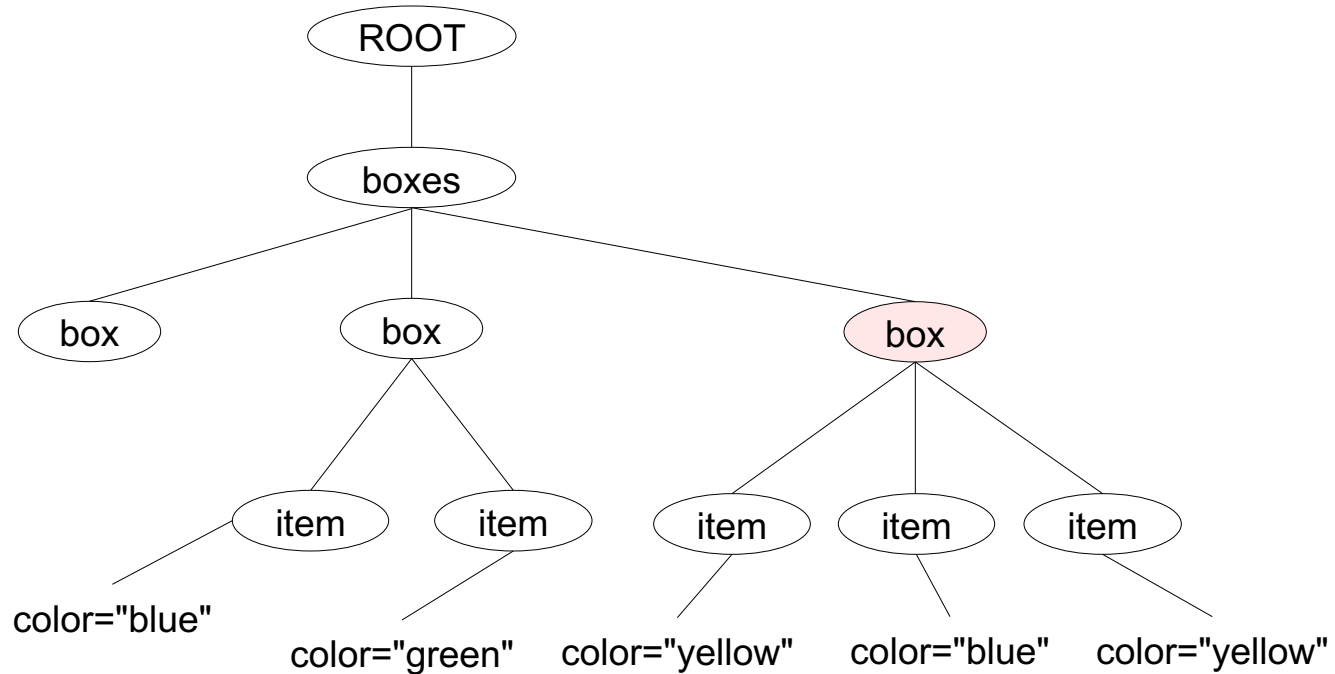 ROOT
boxes
box
box
box
item
item
item
item
item
color="blue"
color="green"
color="yellow"
color="blue"
color="yellow"